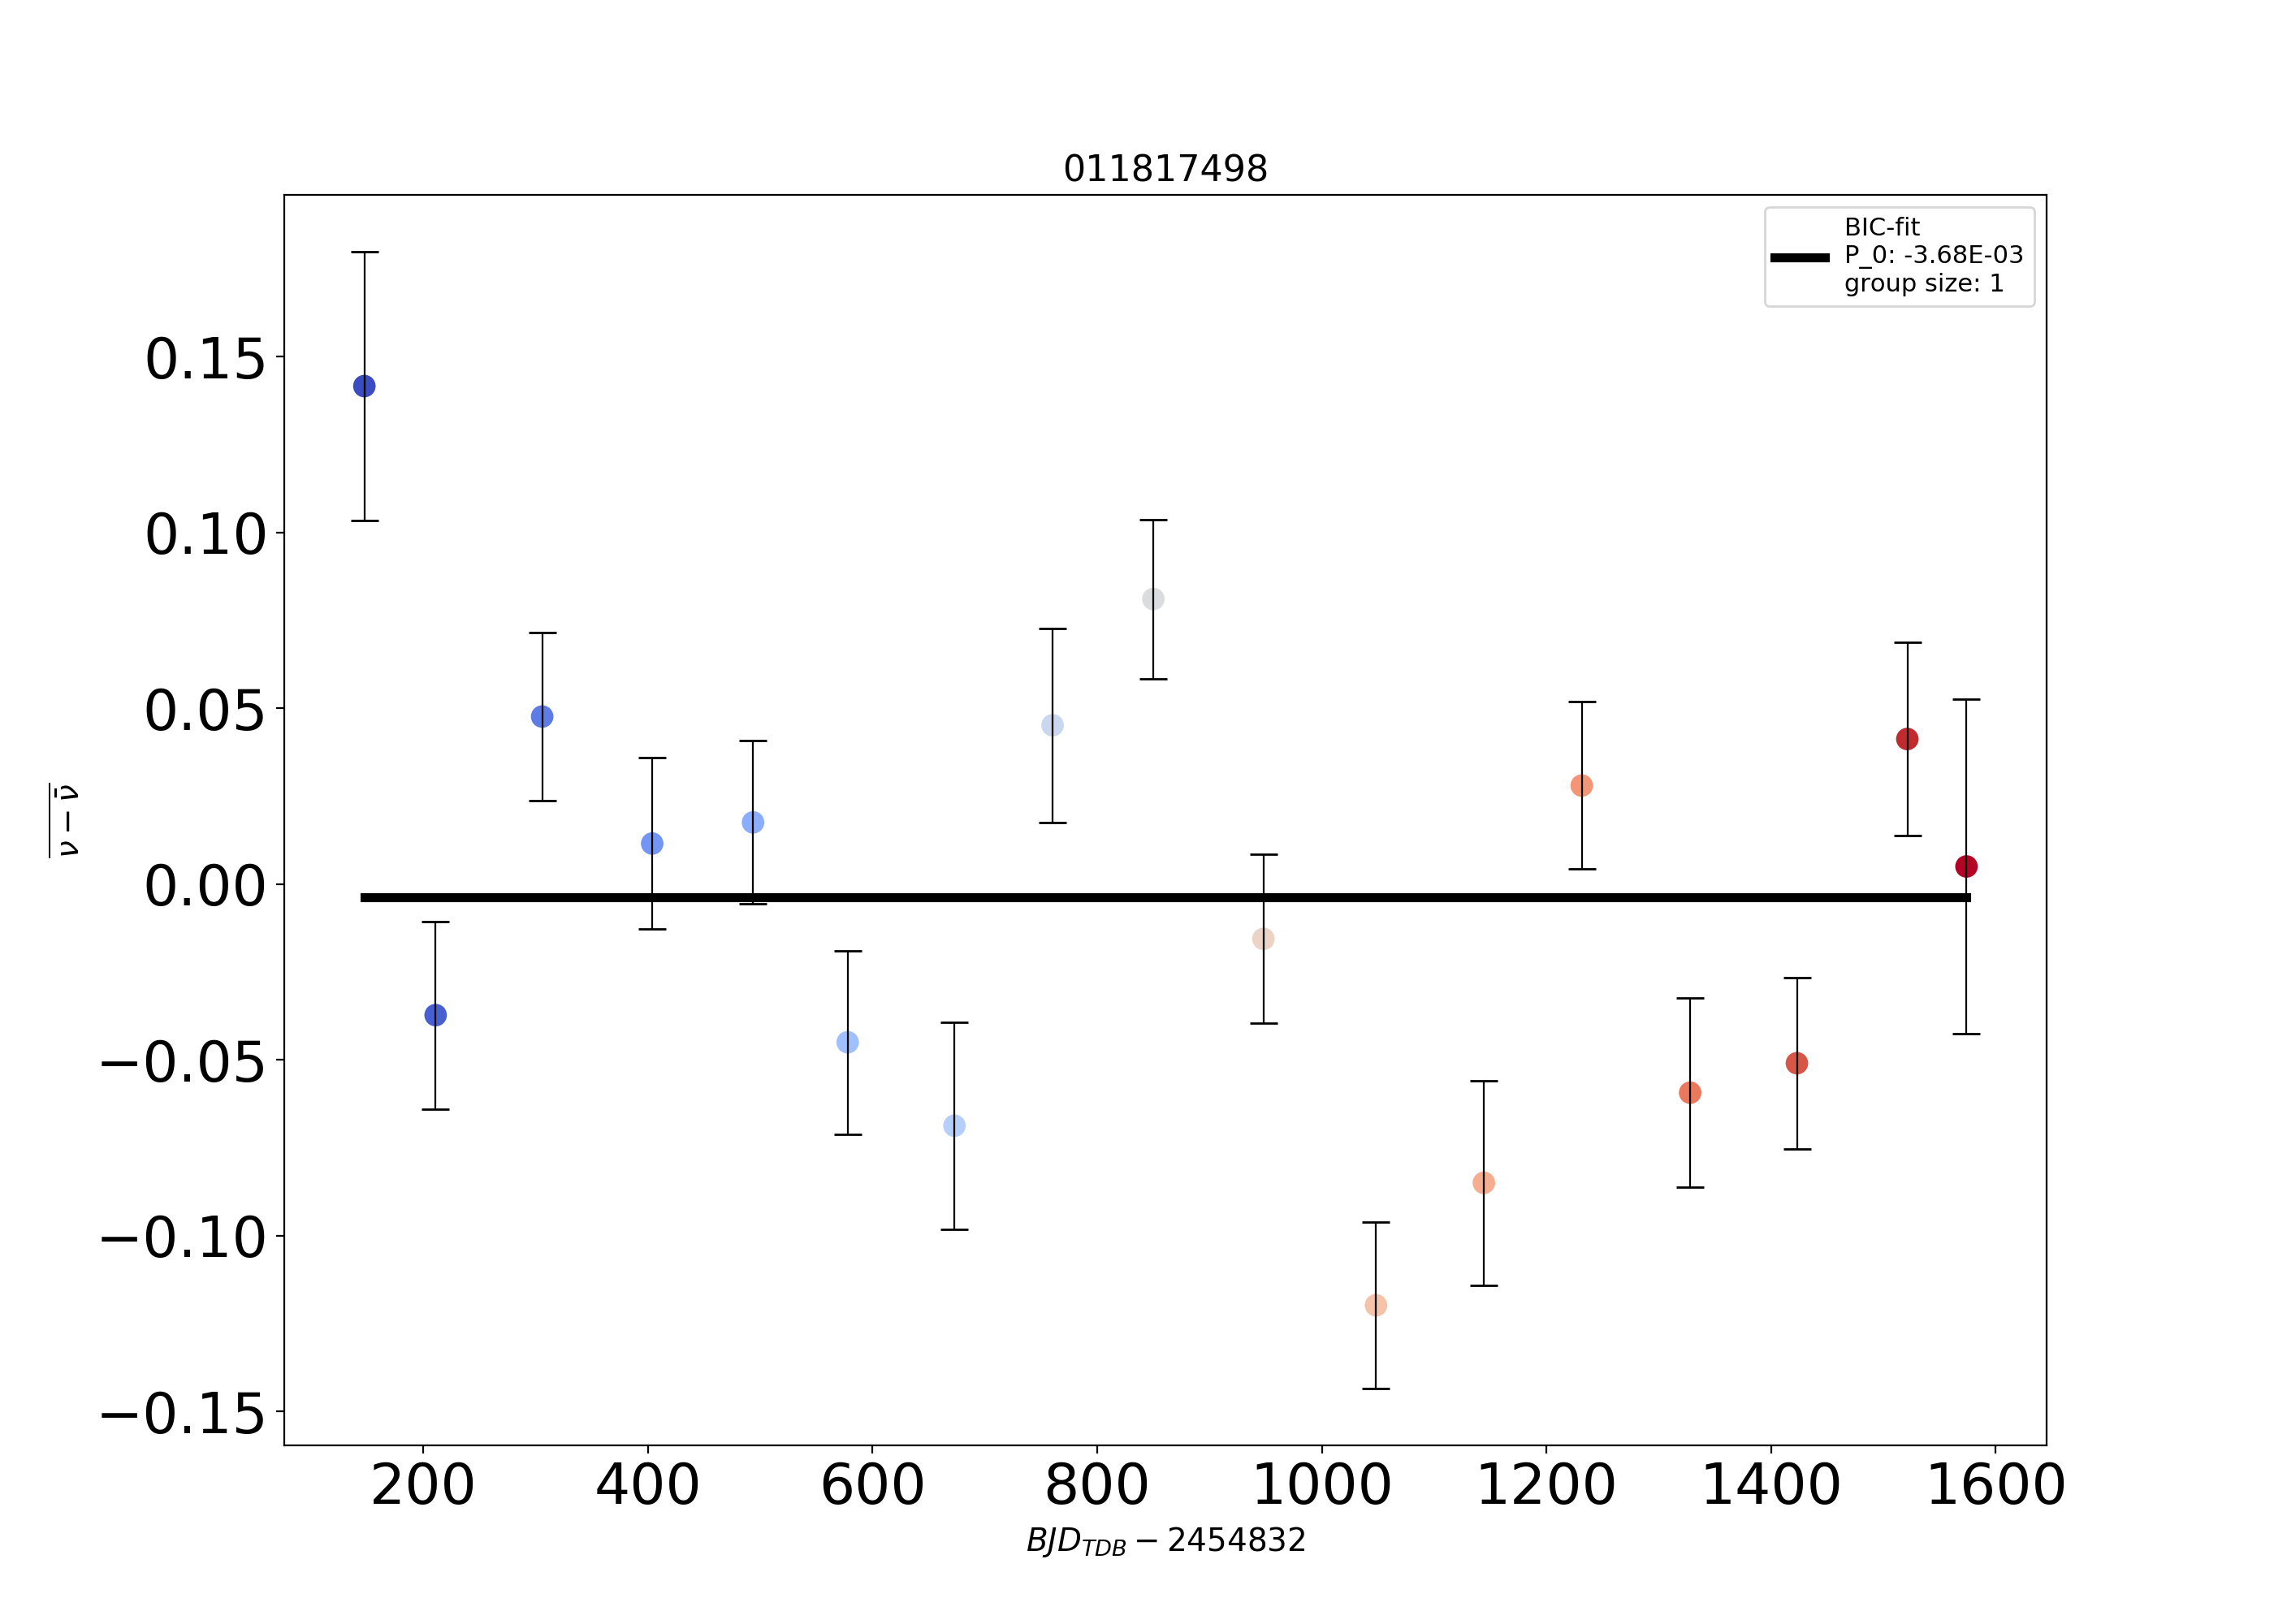 011817498
BIC-fit
P_0: -3.68E-03
group size: 1
0.15
0.10
0.05
0.00
−0.05
−0.10
−0.15
ν − ν̄
200 400 600 800 1000 1200 1400 1600
BJD_TDB − 2454832